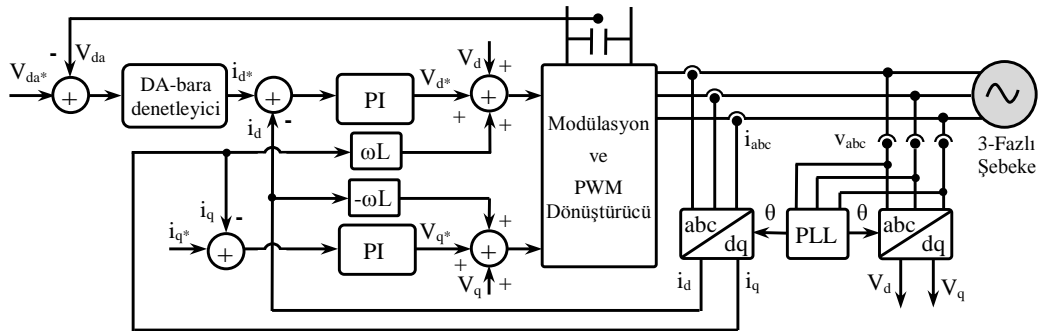 V_da*
-
V_da
+
DA-bara
denetleyici
i_d*
+
-
i_d
PI
V_d*
V_d
+
+
+
+
ωL
-ωL
i_q*
i_q
-
+
PI
V_q*
+
+
+
V_q
+
Modülasyon
ve
PWM
Dönüştürücü
i_abc
v_abc
3-Fazlı
Şebeke
abc
dq
θ
PLL
θ
abc
dq
i_d
i_q
V_d
V_q